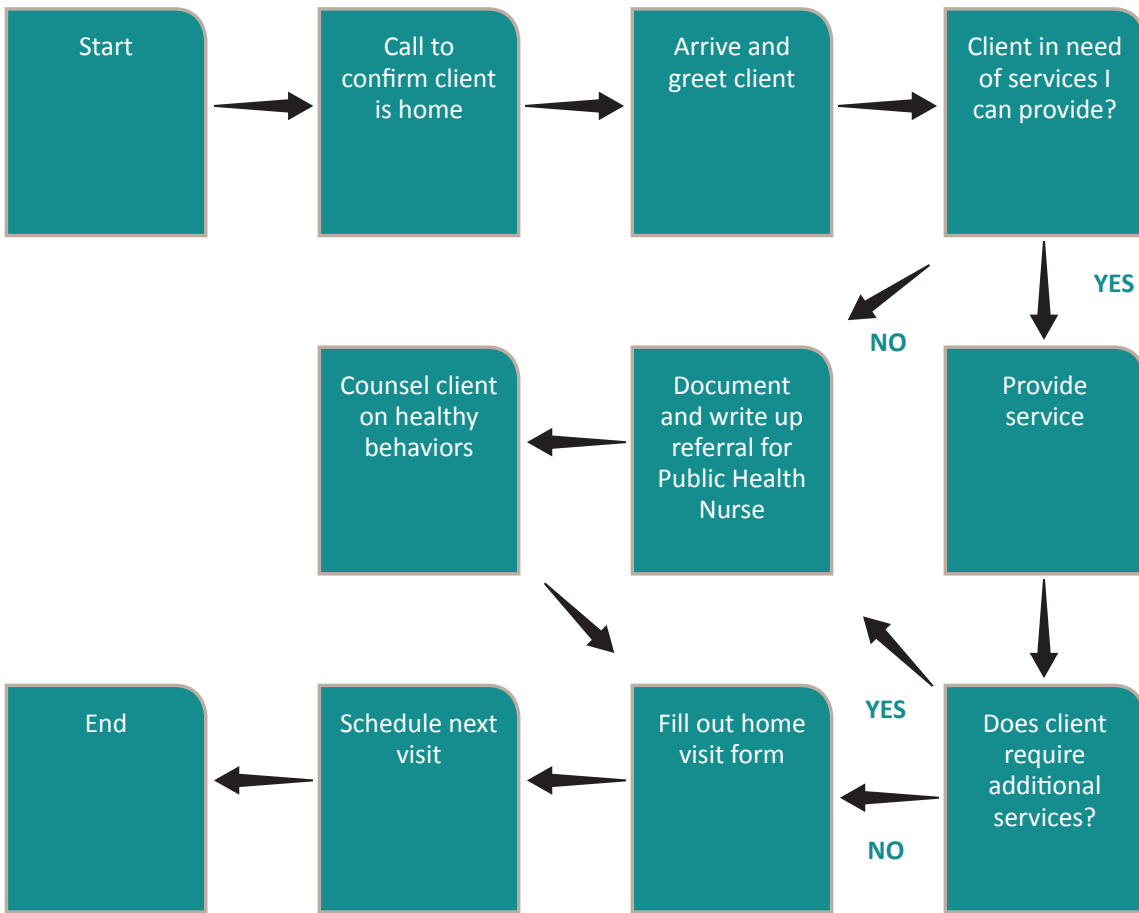 Start
Call to
confirm client
is home
Arrive and
greet client
Client in need
of services I
can provide?
YES
NO
Counsel client
on healthy
behaviors
Document
and write up
referral for
Public Health
Nurse
Provide
service
End
Schedule next
visit
Fill out home
visit form
YES
NO
Does client
require
additional
services?